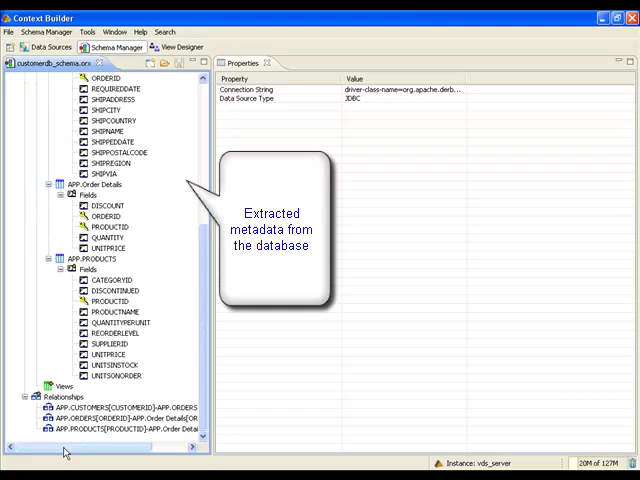 Context Builder
File Schema Manager Tools Window Help Search
Data Sources Schema Manager View Designer
customerdb_schema.orx
Properties
Property Value
Connection String driver-class-name=org.apache.derb...
Data Source Type JDBC
ORDERID
REQUIREDDATE
SHIPADDRESS
SHIPCITY
SHIPCOUNTRY
SHIPNAME
SHIPPEDDATE
SHIPPOSTALCODE
SHIPREGION
SHIPVIA
APP.Order Details
Fields
DISCOUNT
ORDERID
PRODUCTID
QUANTITY
UNITPRICE
APP.PRODUCTS
Fields
CATEGORYID
DISCONTINUED
PRODUCTID
PRODUCTNAME
QUANTITYPERUNIT
REORDERLEVEL
SUPPLIERID
UNITPRICE
UNITSINSTOCK
UNITSONORDER
Views
Relationships
APP.CUSTOMERS[CUSTOMERID]-APP.ORDERS
APP.ORDERS[ORDERID]-APP.Order Details[OR
APP.PRODUCTS[PRODUCTID]-APP.Order Detai
Extracted
metadata from
the database
Instance: vds_server
20M of 127M